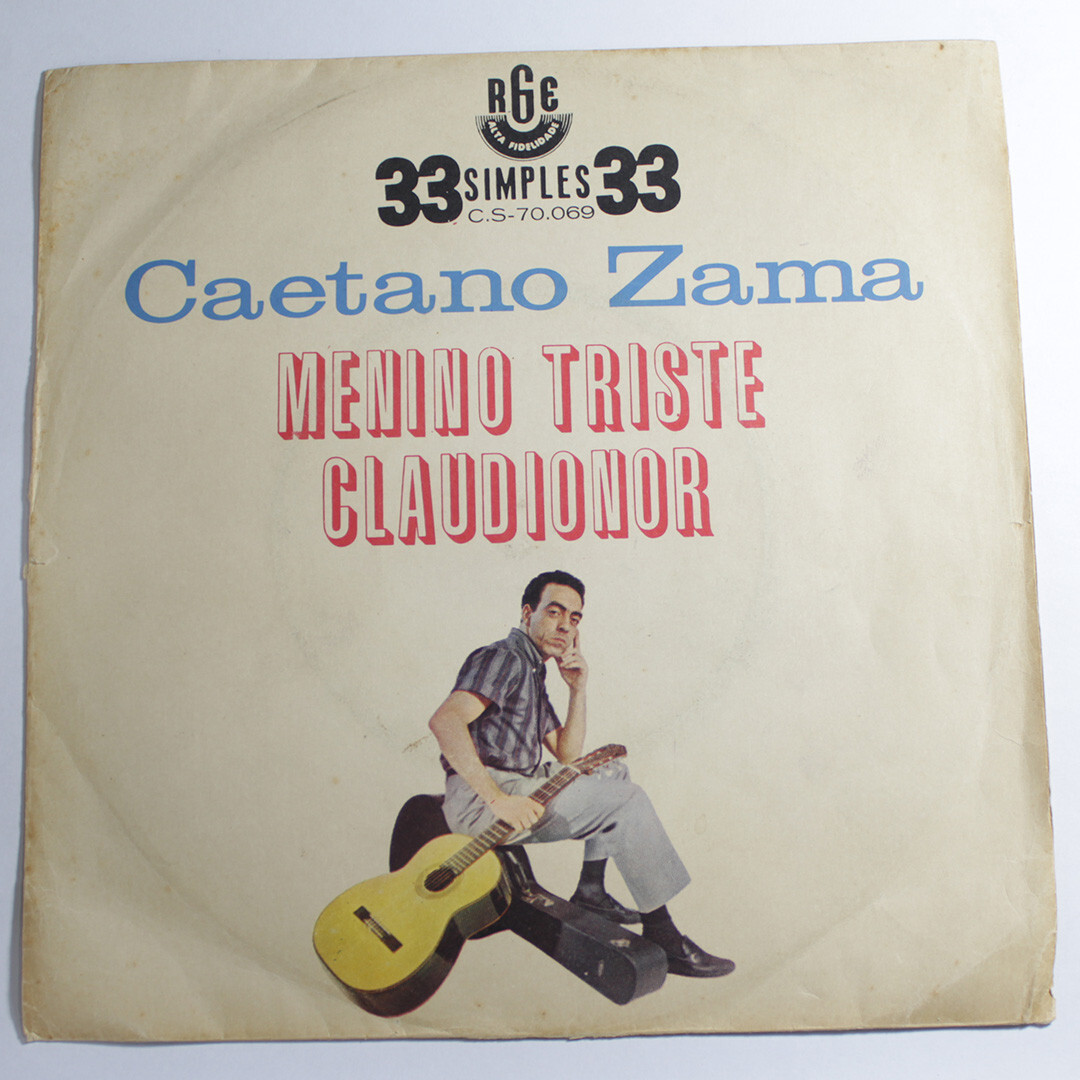 RGE
ALTA FIDELIDADE
33 SIMPLES 33
C.S-70.069
Caetano Zama
MENINO TRISTE
CLAUDIONOR